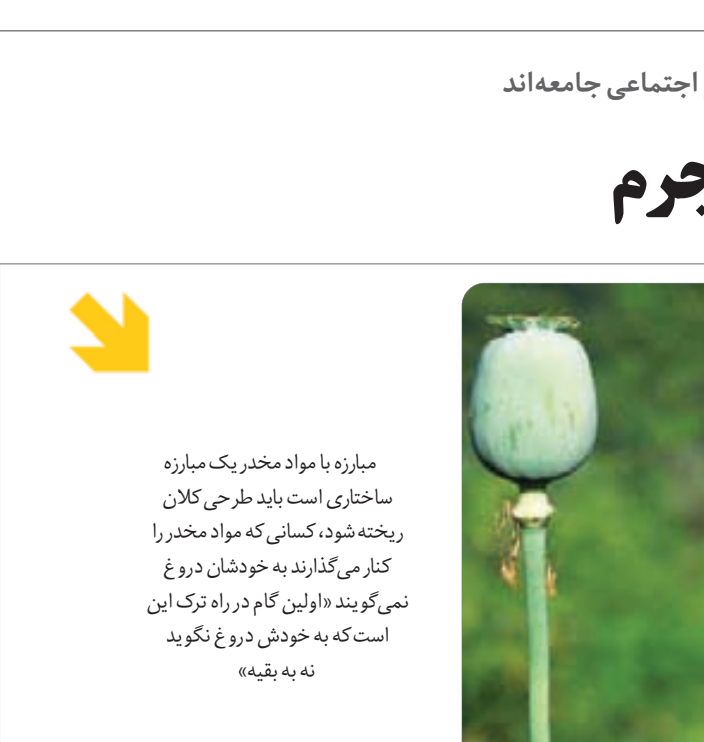 اجتماعی جامعه‌اند
جرم
مبارزه با مواد مخدر یک مبارزه
ساختاری است باید طرحی کلان
ریخته شود، کسانی که مواد مخدر را
کنار می‌گذارند به خودشان دروغ
نمی‌گویند «اولین گام در راه ترک این
است که به خودش دروغ نگوید
نه به بقیه»